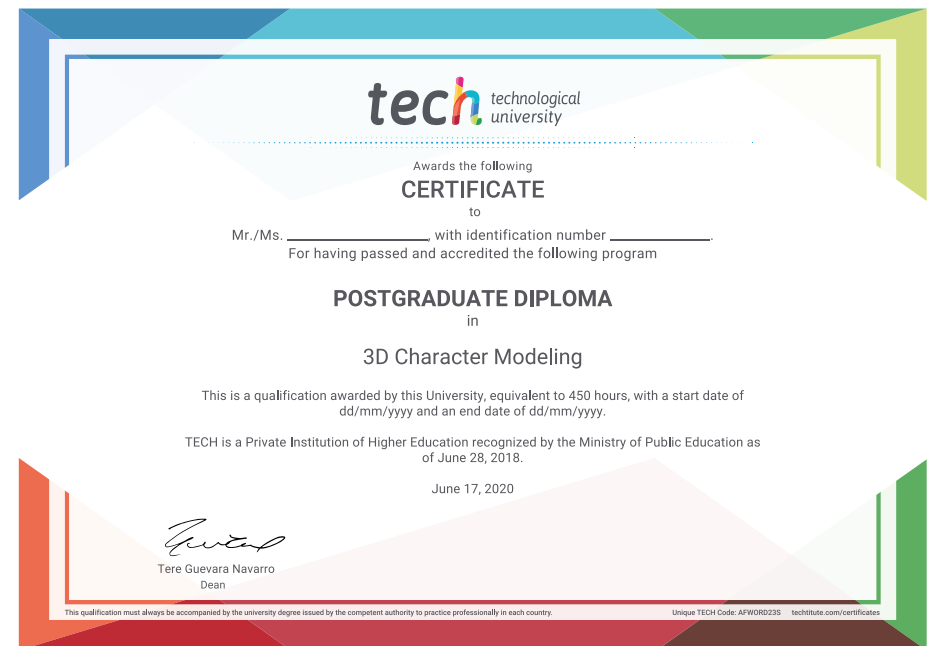 tech technological
university
Awards the following
CERTIFICATE
to
Mr./Ms. ____________________, with identification number ______________.
For having passed and accredited the following program
POSTGRADUATE DIPLOMA
in
3D Character Modeling
This is a qualification awarded by this University, equivalent to 450 hours, with a start date of
dd/mm/yyyy and an end date of dd/mm/yyyy.
TECH is a Private Institution of Higher Education recognized by the Ministry of Public Education as
of June 28, 2018.
June 17, 2020
Tere Guevara Navarro
Dean
This qualification must always be accompanied by the university degree issued by the competent authority to practice professionally in each country.
Unique TECH Code: AFWORD23S techtitute.com/certificates